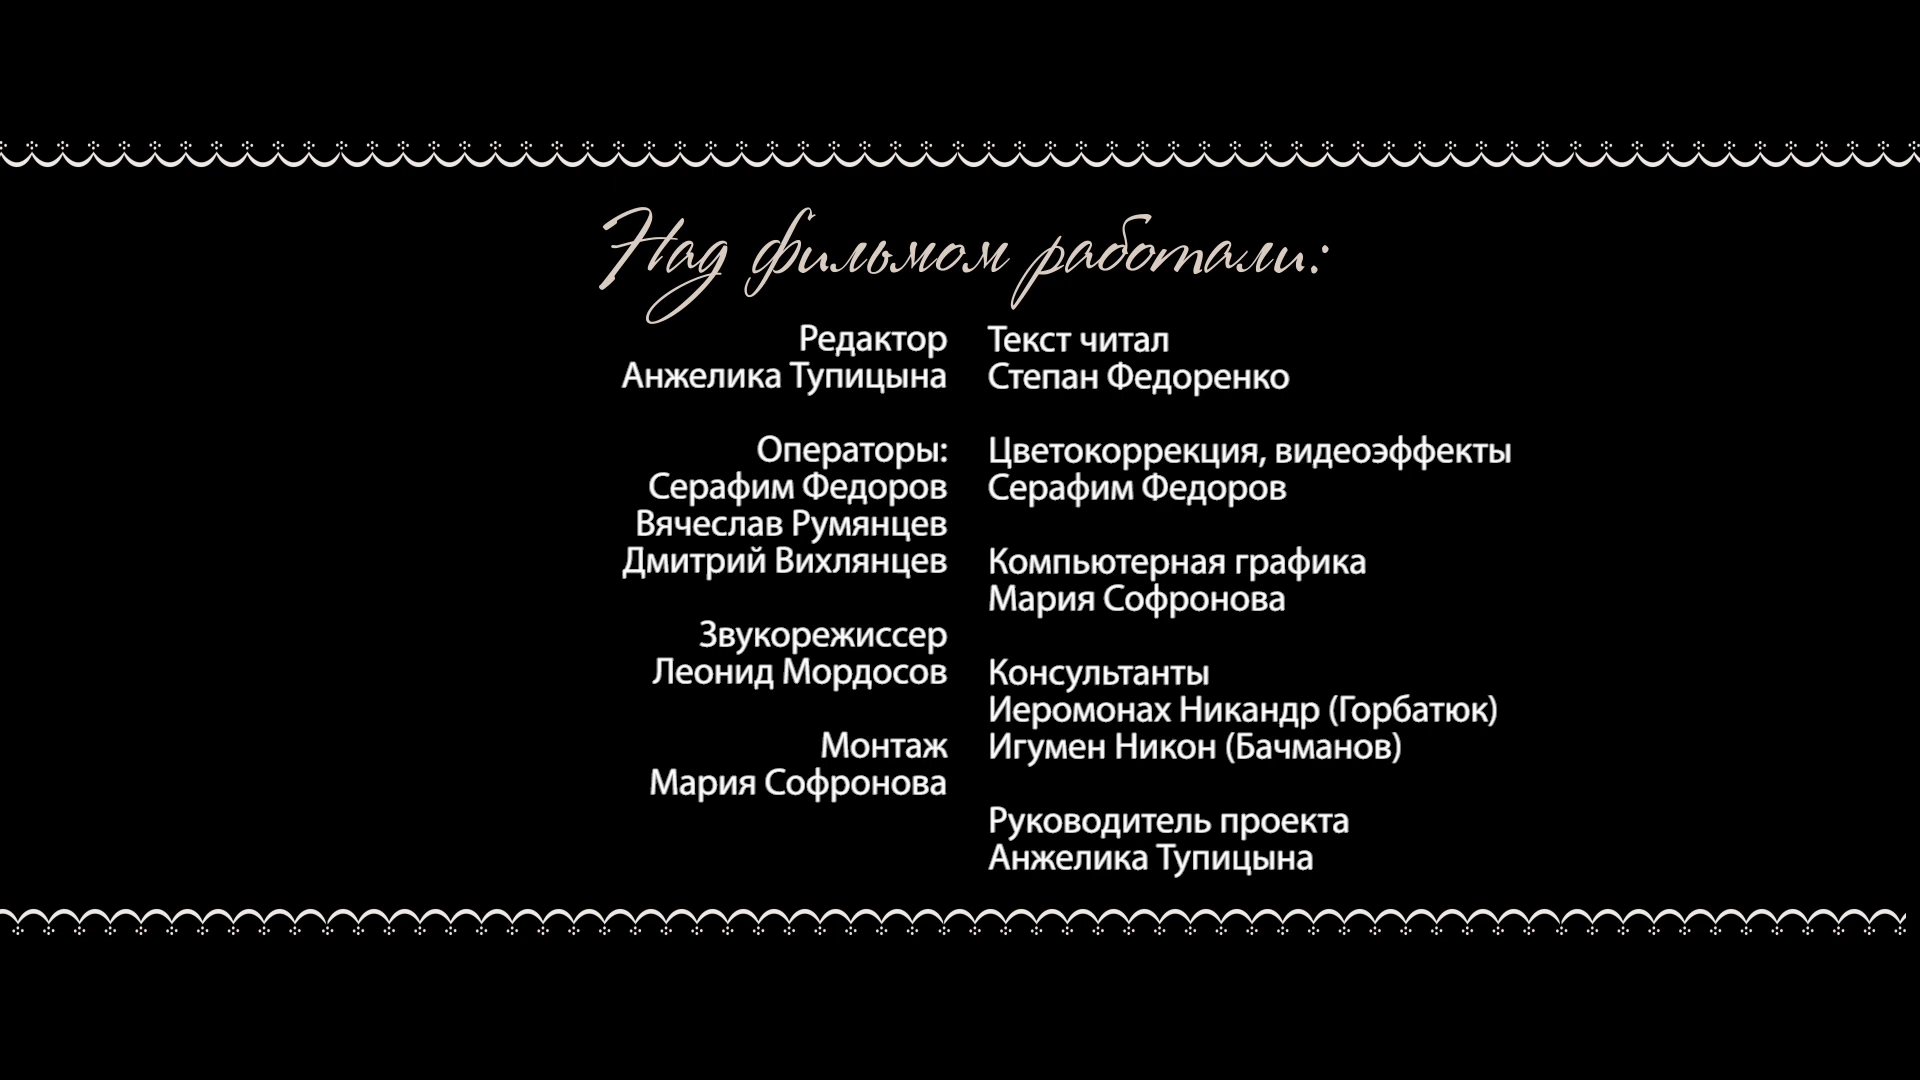 Над фильмом работали:
Редактор
Анжелика Тупицына
Операторы:
Серафим Федоров
Вячеслав Румянцев
Дмитрий Вихлянцев
Звукорежиссер
Леонид Мордосов
Монтаж
Мария Софронова
Текст читал
Степан Федоренко
Цветокоррекция, видеоэффекты
Серафим Федоров
Компьютерная графика
Мария Софронова
Консультанты
Иеромонах Никандр (Горбатюк)
Игумен Никон (Бачманов)
Руководитель проекта
Анжелика Тупицына